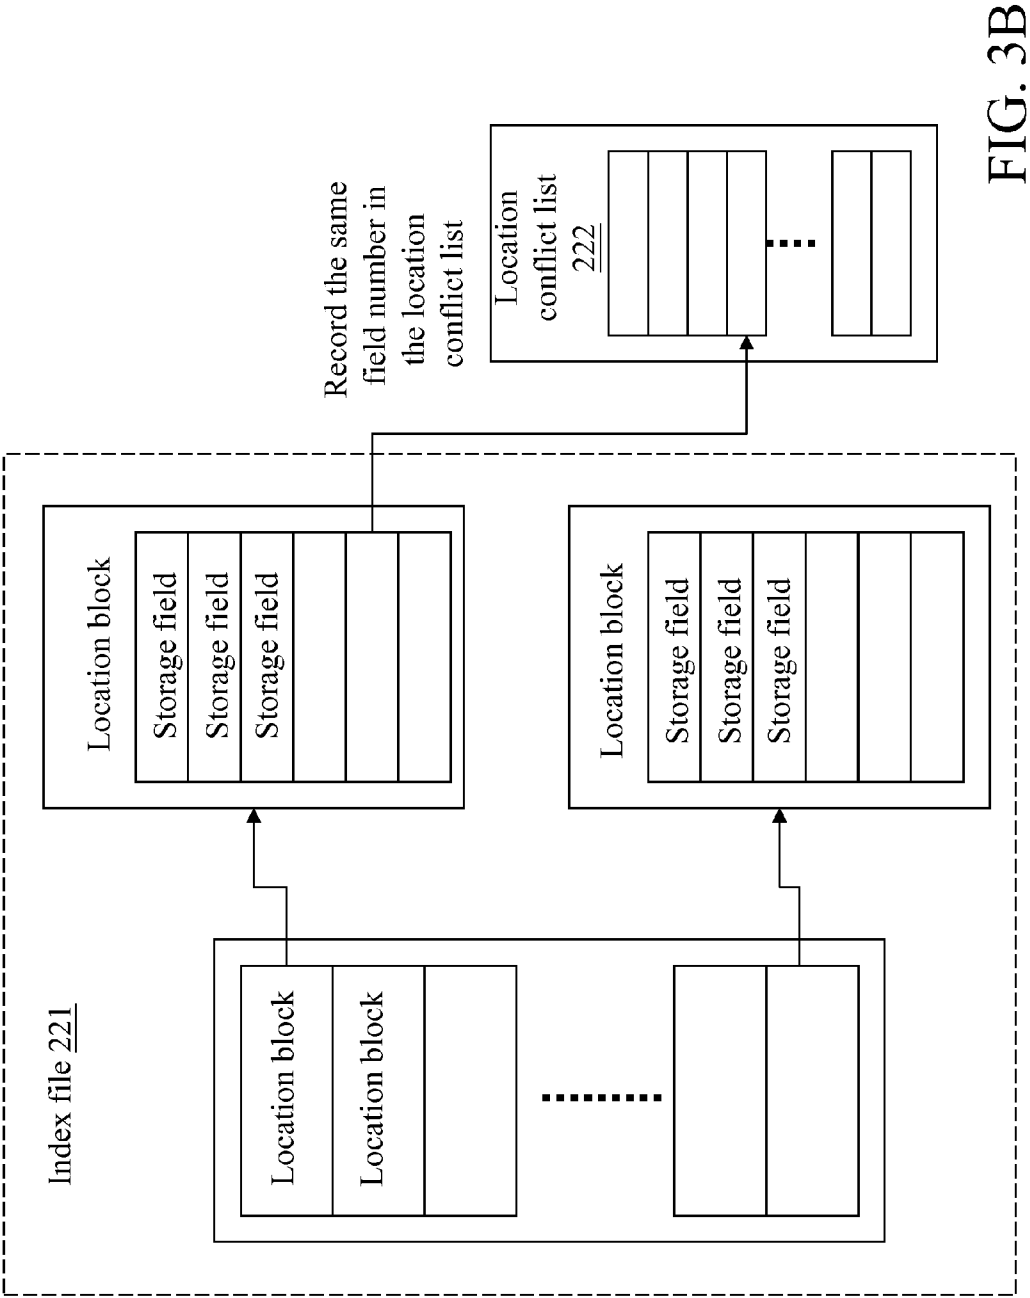 Index file 221
Location block
Location block
Location block
Storage field
Storage field
Storage field
Location block
Storage field
Storage field
Storage field
Record the same
field number in
the location
conflict list
Location
conflict list
222
FIG. 3B